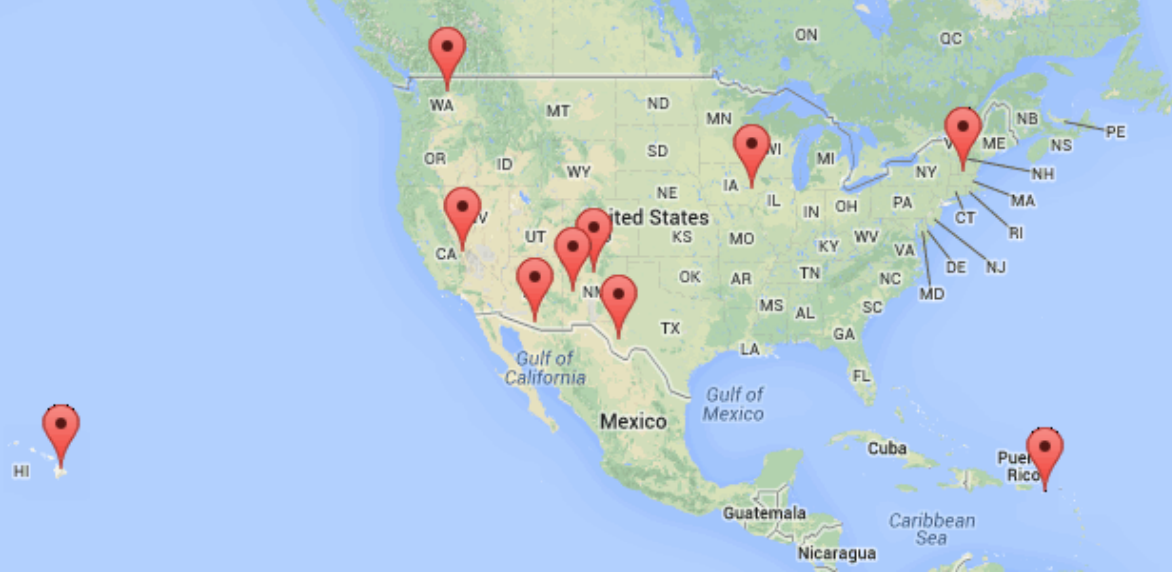 ON
QC
WA
MT
ND
MN
NB
PE
ME
NS
OR
ID
SD
WI
MI
WY
NY
NH
IA
NE
IL
IN
OH
PA
MA
CT
RI
ited States
UT
KS
MO
KY
WV
VA
CA
DE
NJ
OK
AR
TN
NC
MD
NM
MS
AL
SC
TX
GA
LA
FL
Gulf of
California
Gulf of
Mexico
Mexico
Cuba
HI
Puer
Rico
Guatemala
Caribbean
Sea
Nicaragua